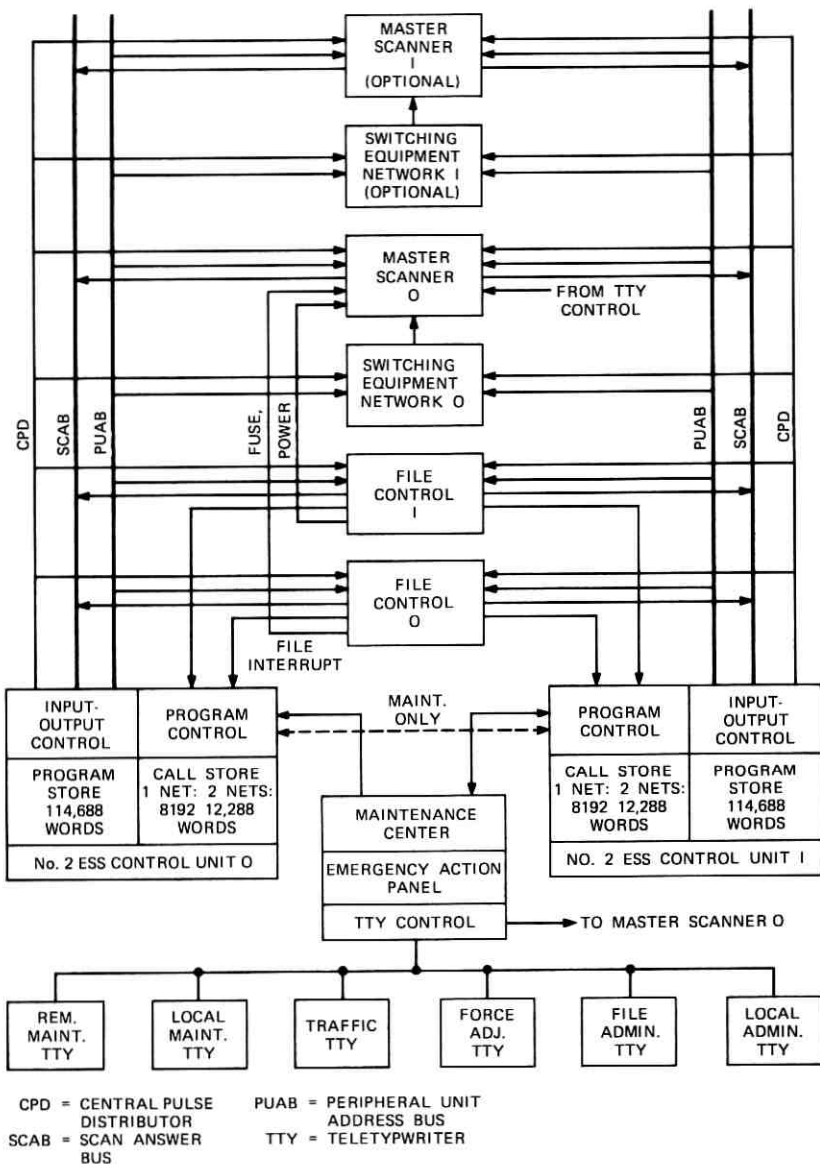 MASTER
SCANNER
I
(OPTIONAL)
SWITCHING
EQUIPMENT
NETWORK I
(OPTIONAL)
MASTER
SCANNER
O
FROM TTY
CONTROL
SWITCHING
EQUIPMENT
NETWORK O
CPD
SCAB
PUAB
FUSE,
POWER
PUAB
SCAB
CPD
FILE
CONTROL
I
FILE
CONTROL
O
FILE
INTERRUPT
INPUT-
OUTPUT
CONTROL
PROGRAM
CONTROL
MAINT.
ONLY
PROGRAM
CONTROL
INPUT-
OUTPUT
CONTROL
PROGRAM
STORE
114,688
WORDS
CALL STORE
1 NET: 2 NETS:
8192 12,288
WORDS
No. 2 ESS CONTROL UNIT O
CALL STORE
1 NET: 2 NETS:
8192 12,288
WORDS
PROGRAM
STORE
114,688
WORDS
NO. 2 ESS CONTROL UNIT I
MAINTENANCE
CENTER
EMERGENCY ACTION
PANEL
TTY CONTROL
TO MASTER SCANNER O
REM.
MAINT.
TTY
LOCAL
MAINT.
TTY
TRAFFIC
TTY
FORCE
ADJ.
TTY
FILE
ADMIN.
TTY
LOCAL
ADMIN.
TTY
CPD = CENTRAL PULSE
DISTRIBUTOR
SCAB = SCAN ANSWER
BUS
PUAB = PERIPHERAL UNIT
ADDRESS BUS
TTY = TELETYPWRITER